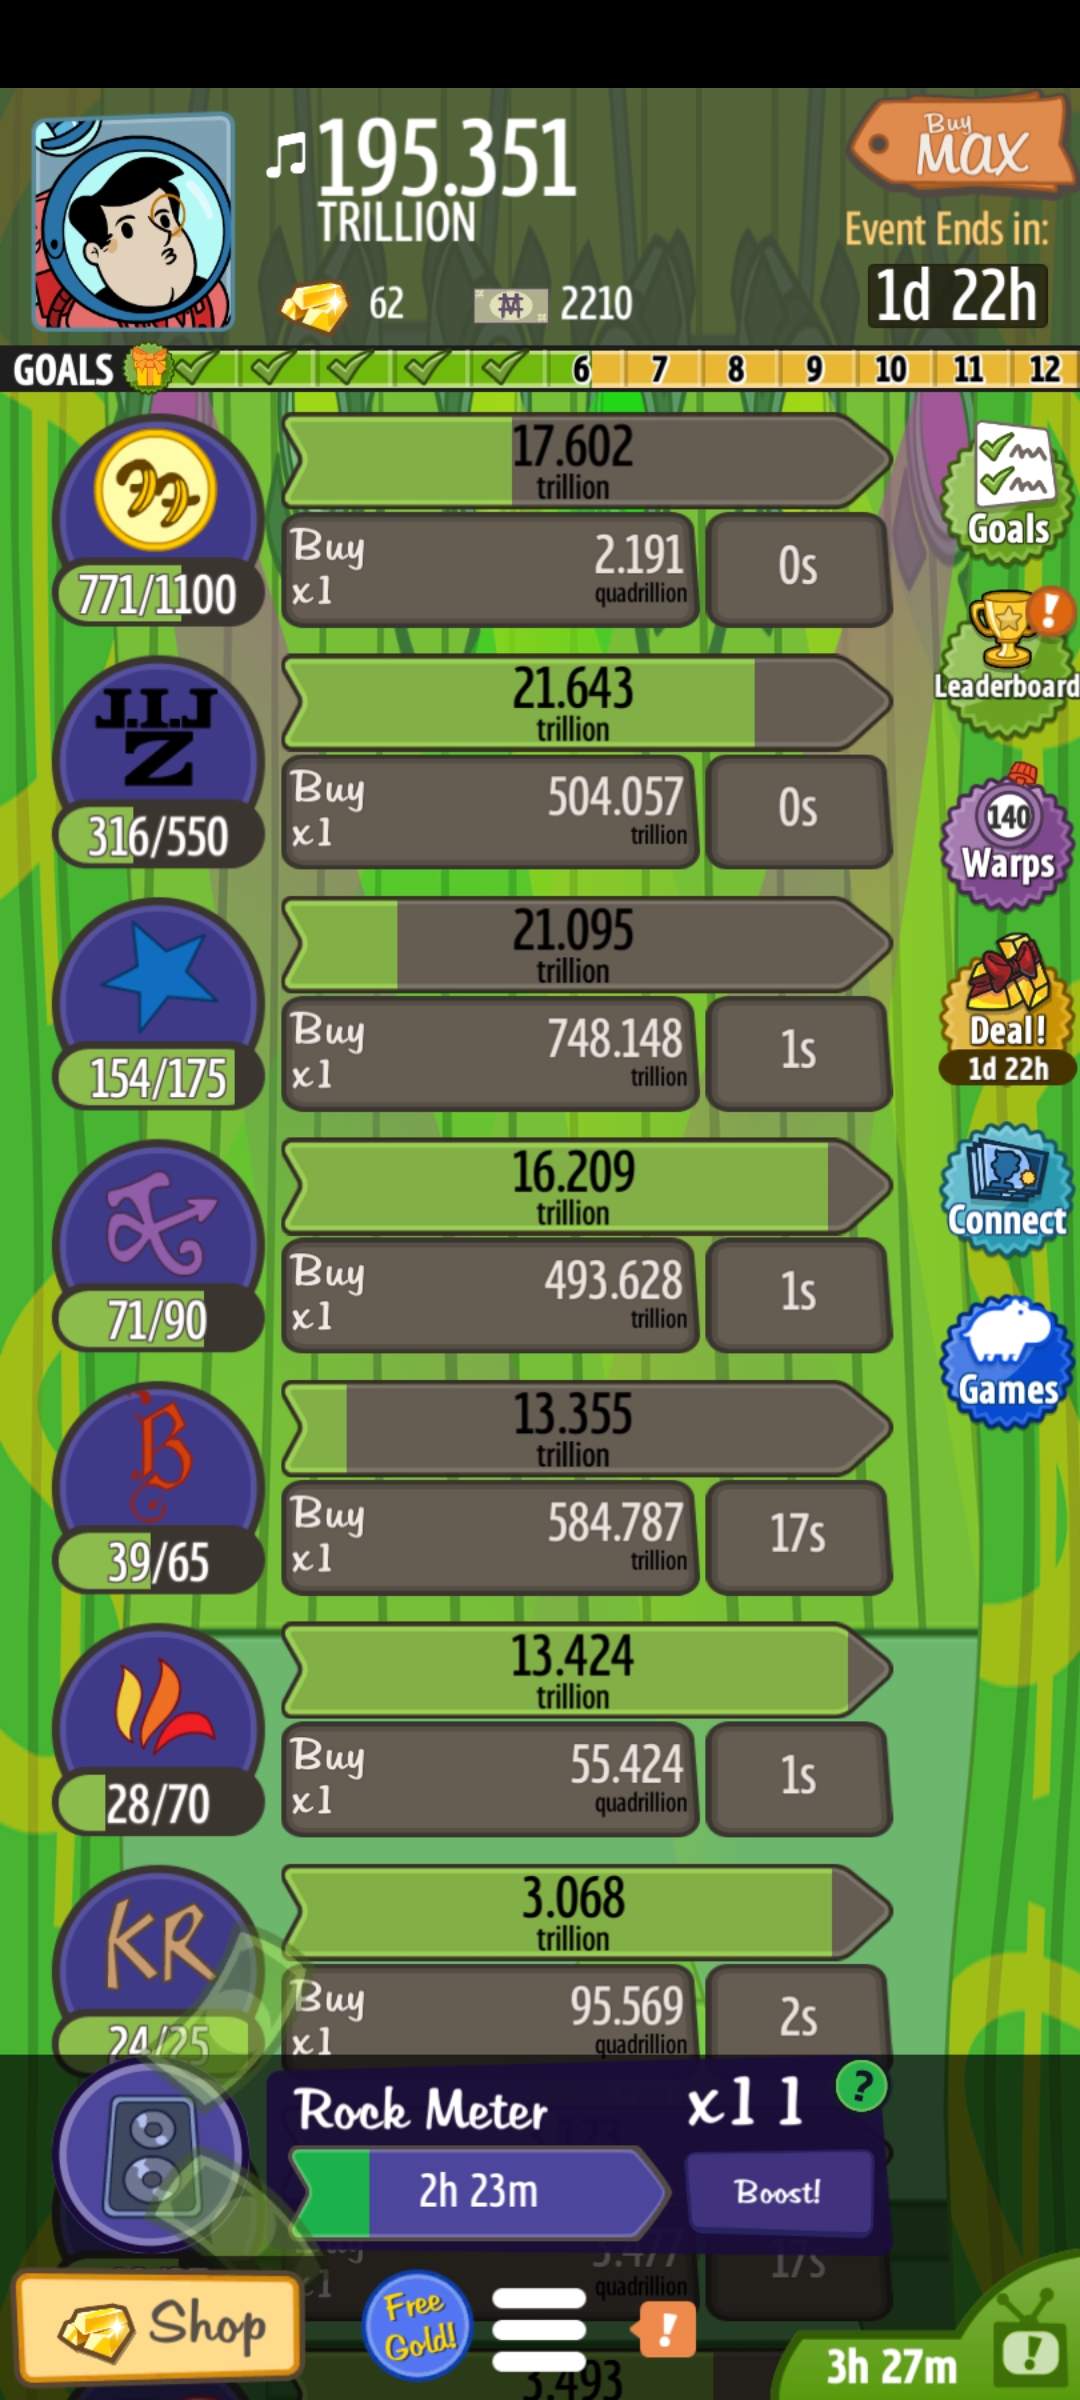 195.351
TRILLION
Buy
MAX
Event Ends in:
1d 22h
62
2210
GOALS
6 7 8 9 10 11 12
17.602
trillion
771/1100
Buy
x1
2.191
quadrillion
0s
Goals
J.I.J
Z
21.643
trillion
316/550
Buy
x1
504.057
trillion
0s
!
Leaderboard
140
Warps
21.095
trillion
154/175
Buy
x1
748.148
trillion
1s
Deal!
1d 22h
16.209
trillion
71/90
Buy
x1
493.628
trillion
1s
Connect
B
13.355
trillion
39/65
Buy
x1
584.787
trillion
17s
Games
13.424
trillion
28/70
Buy
x1
55.424
quadrillion
1s
KR
3.068
trillion
24/25
Buy
x1
95.569
quadrillion
2s
Rock Meter
x11
?
2h 23m
Boost!
Buy
x1
quadrillion
17s
Shop
Free
Gold!
!
3.493
3h 27m
!